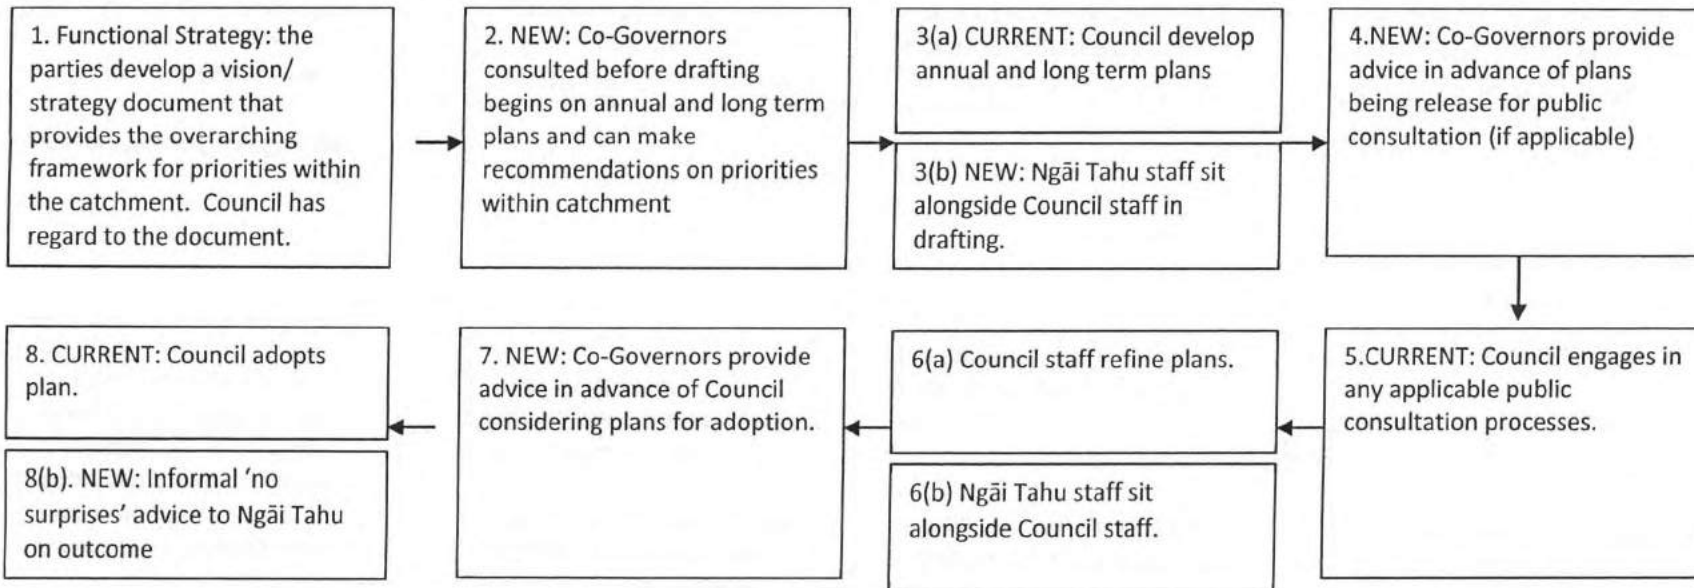 1. Functional Strategy: the
parties develop a vision/
strategy document that
provides the overarching
framework for priorities within
the catchment.  Council has
regard to the document.
2. NEW: Co-Governors
consulted before drafting
begins on annual and long term
plans and can make
recommendations on priorities
within catchment
3(a) CURRENT: Council develop
annual and long term plans
3(b) NEW: Ngāi Tahu staff sit
alongside Council staff in
drafting.
4.NEW: Co-Governors provide
advice in advance of plans
being release for public
consultation (if applicable)
5.CURRENT: Council engages in
any applicable public
consultation processes.
6(a) Council staff refine plans.
6(b) Ngāi Tahu staff sit
alongside Council staff.
7. NEW: Co-Governors provide
advice in advance of Council
considering plans for adoption.
8. CURRENT: Council adopts
plan.
8(b). NEW: Informal ‘no
surprises’ advice to Ngāi Tahu
on outcome